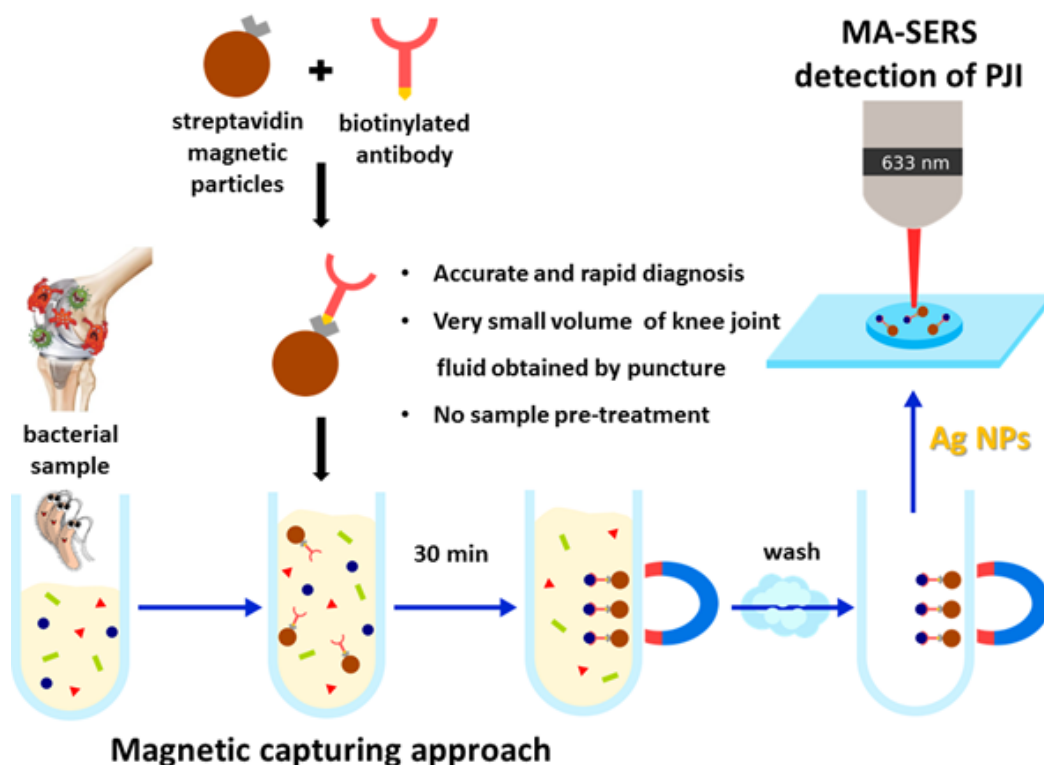 MA-SERS
detection of PJI
633 nm
+
streptavidin
magnetic
particles
biotinylated
antibody
• Accurate and rapid diagnosis
• Very small volume of knee joint
fluid obtained by puncture
• No sample pre-treatment
bacterial
sample
Ag NPs
30 min
wash
Magnetic capturing approach